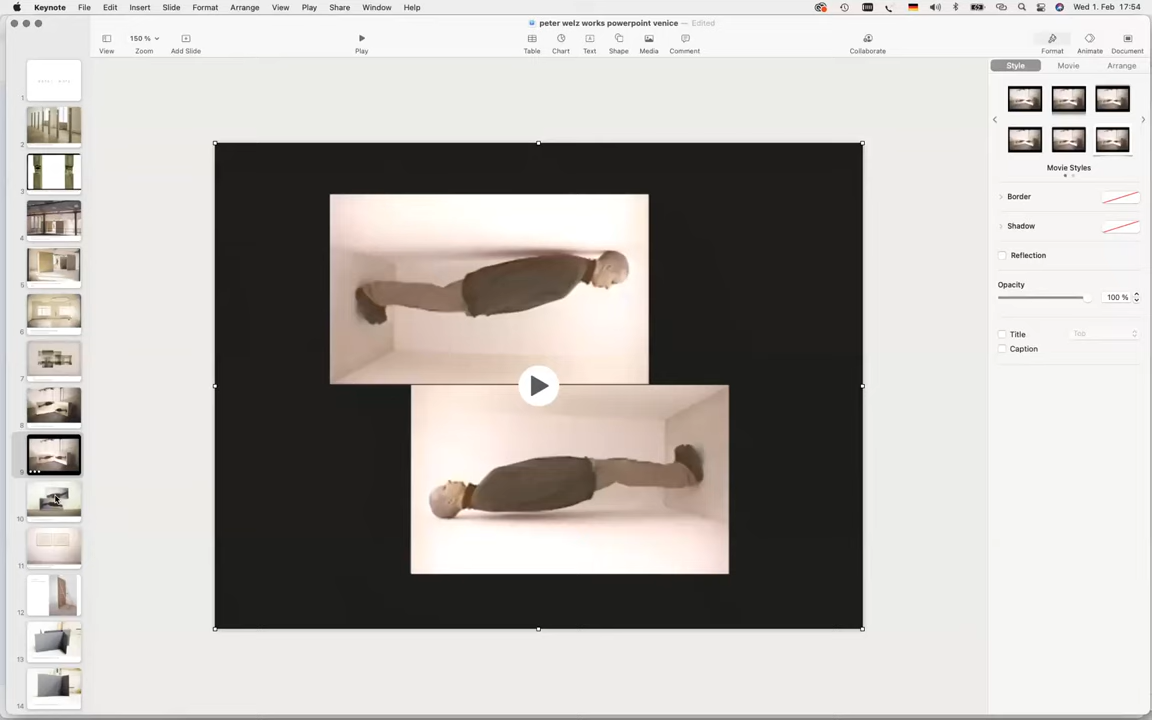 Keynote File Edit Insert Slide Format Arrange View Play Share Window Help Wed 1. Feb 17:54
peter welz works powerpoint venice — Edited
150 %
View Zoom Add Slide Play Table Chart Text Shape Media Comment Collaborate Format Animate Document
Style Movie Arrange
Movie Styles
Border
Shadow
Reflection
Opacity
100 %
Title Top
Caption
1
2
3
4
5
6
7
8
9
10
11
12
13
14